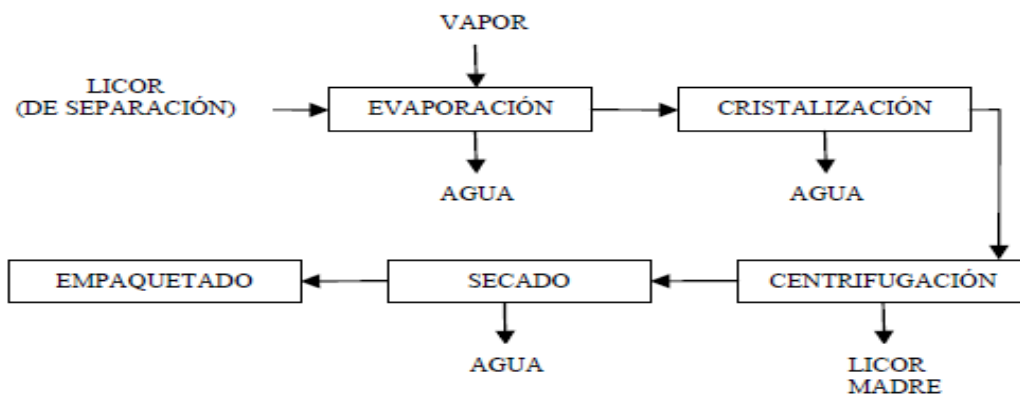 VAPOR
LICOR
(DE SEPARACIÓN)
EVAPORACIÓN
CRISTALIZACIÓN
AGUA
AGUA
EMPAQUETADO
SECADO
CENTRIFUGACIÓN
AGUA
LICOR
MADRE